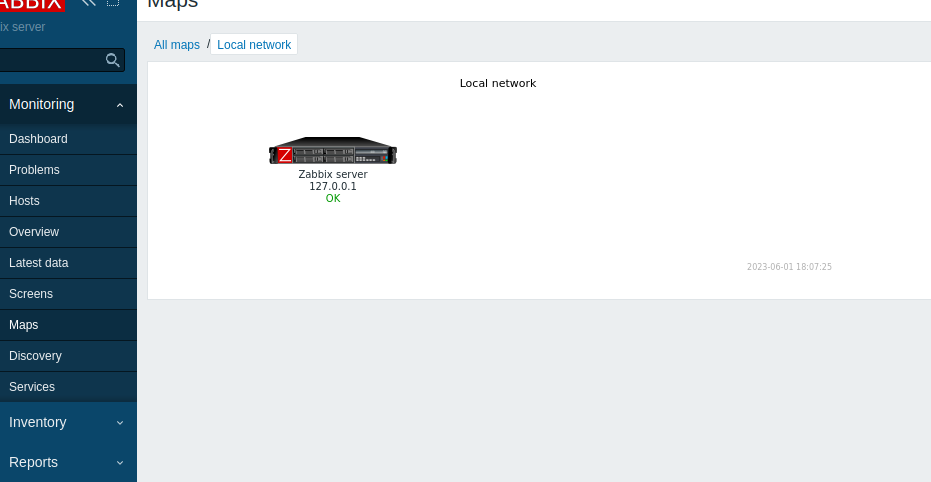 ABBIX
ix server
Monitoring
Dashboard
Problems
Hosts
Overview
Latest data
Screens
Maps
Discovery
Services
Inventory
Reports
Maps
All maps / Local network
Local network
Z
Zabbix server
127.0.0.1
OK
2023-06-01 18:07:25